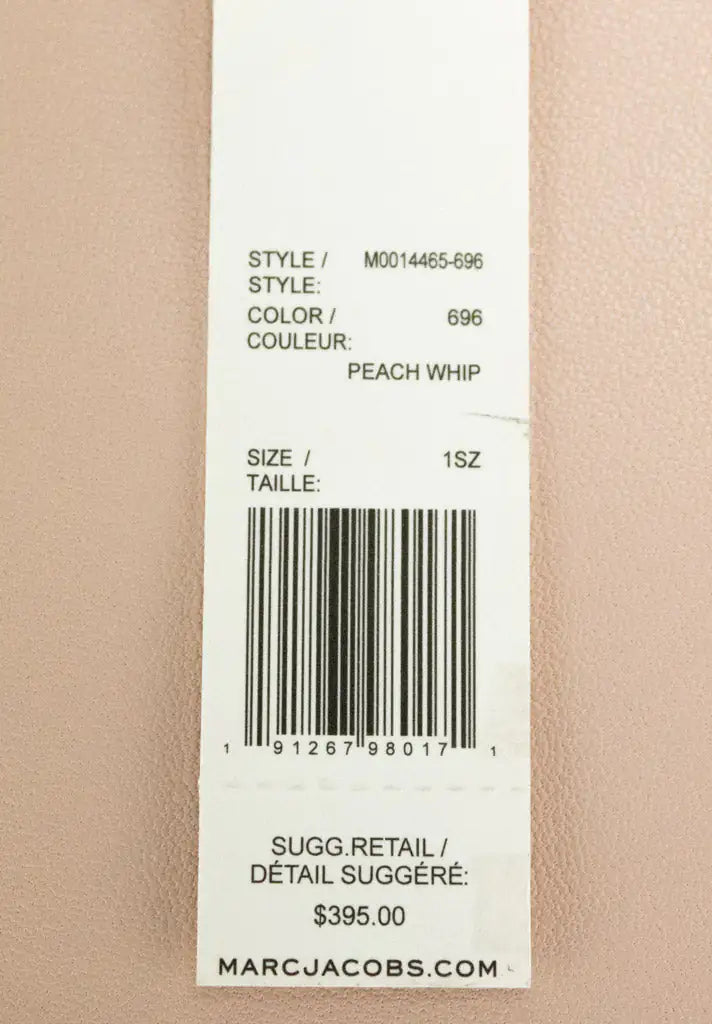 STYLE / M0014465-696
STYLE:
COLOR / 696
COULEUR:
PEACH WHIP
SIZE / 1SZ
TAILLE:
1 91267 98017 1
SUGG.RETAIL /
DÉTAIL SUGGÉRÉ:
$395.00
MARCJACOBS.COM